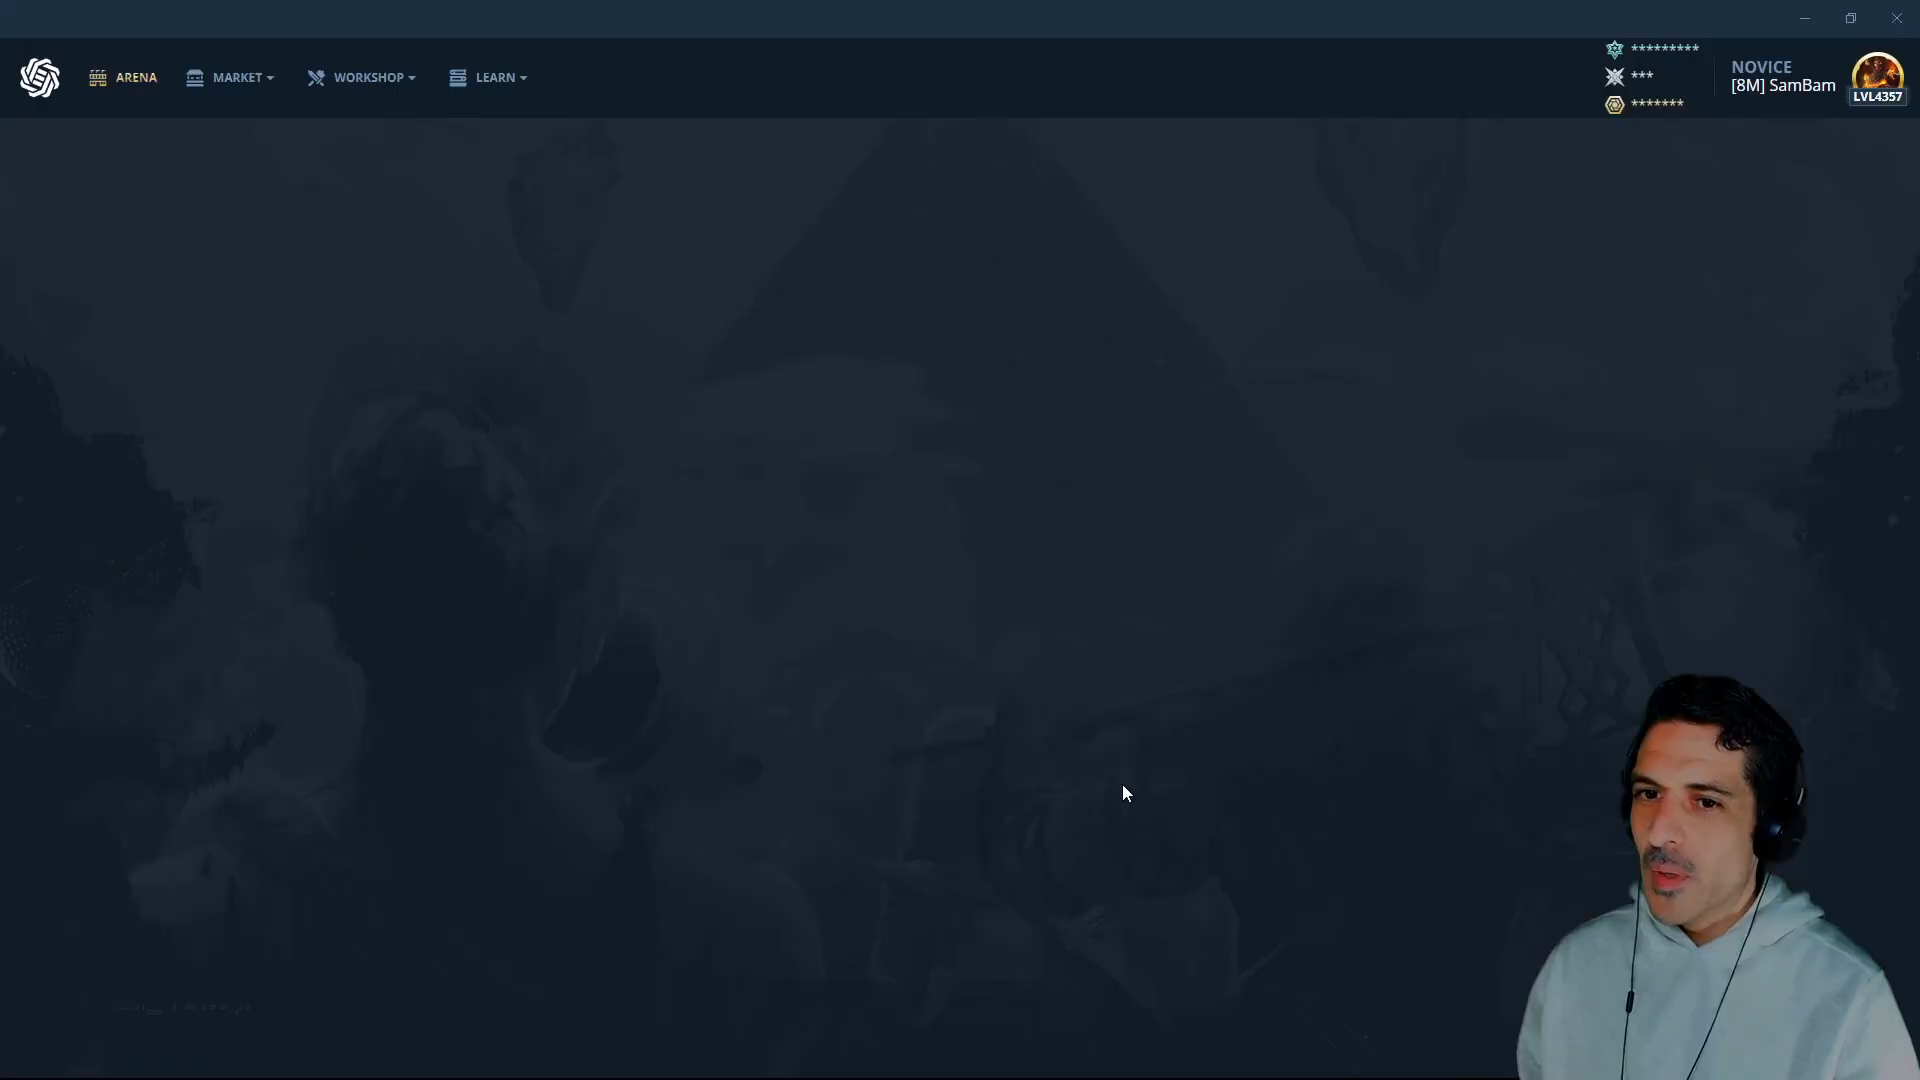 ARENA
MARKET
WORKSHOP
LEARN
*********
***
*******
NOVICE
[8M] SamBam
LVL4357